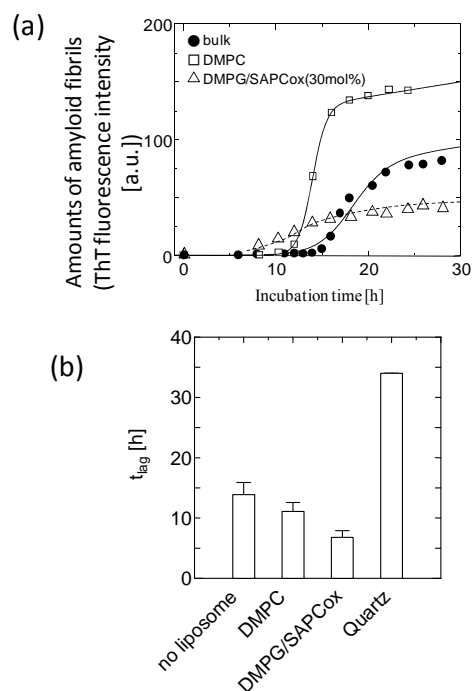 (a)
bulk
DMPC
DMPG/SAPCox(30mol%)
200
100
0
Amounts of amyloid fibrils
(ThT fluorescence intensity
[a.u.]
0 10 20 30
Incubation time [h]
(b)
40
30
20
10
0
t_lag [h]
no liposome
DMPC
DMPG/SAPCox
Quartz